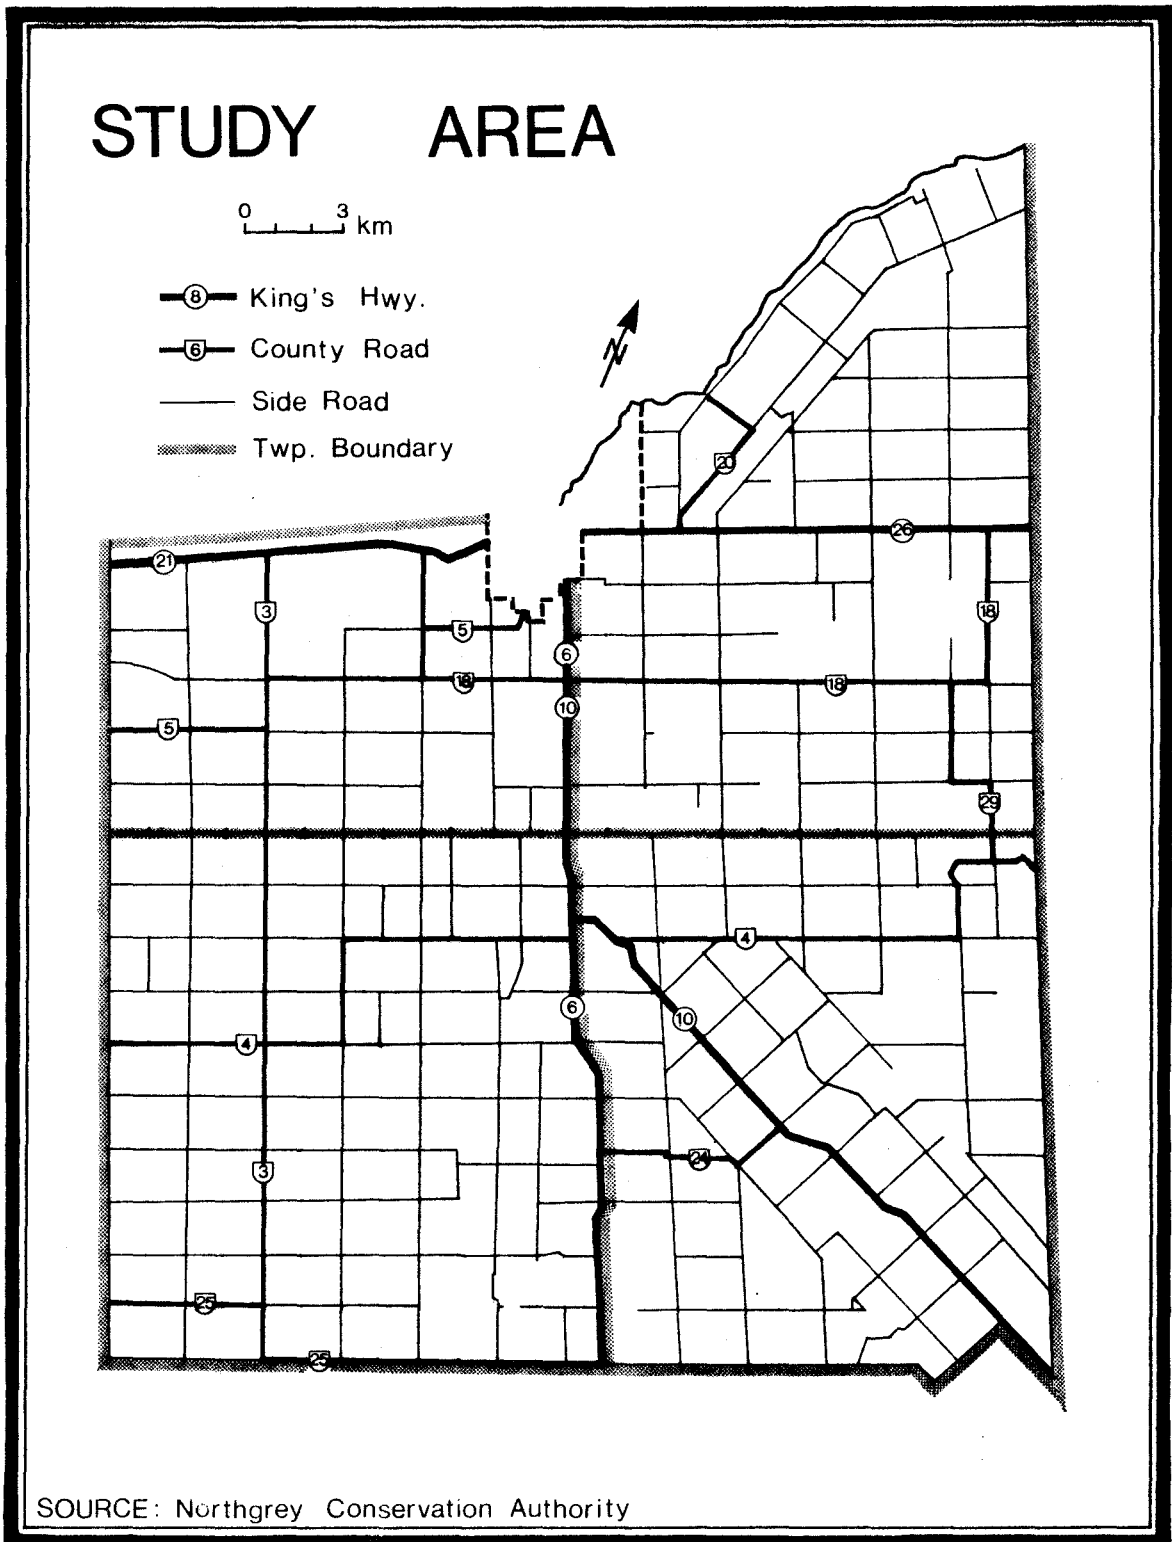 STUDY AREA
0 3 km
8 King's Hwy.
6 County Road
Side Road
Twp. Boundary
N
20
26
21
3
18
5
6
18
18
10
5
29
4
6
10
4
24
3
25
25
SOURCE: Northgrey Conservation Authority